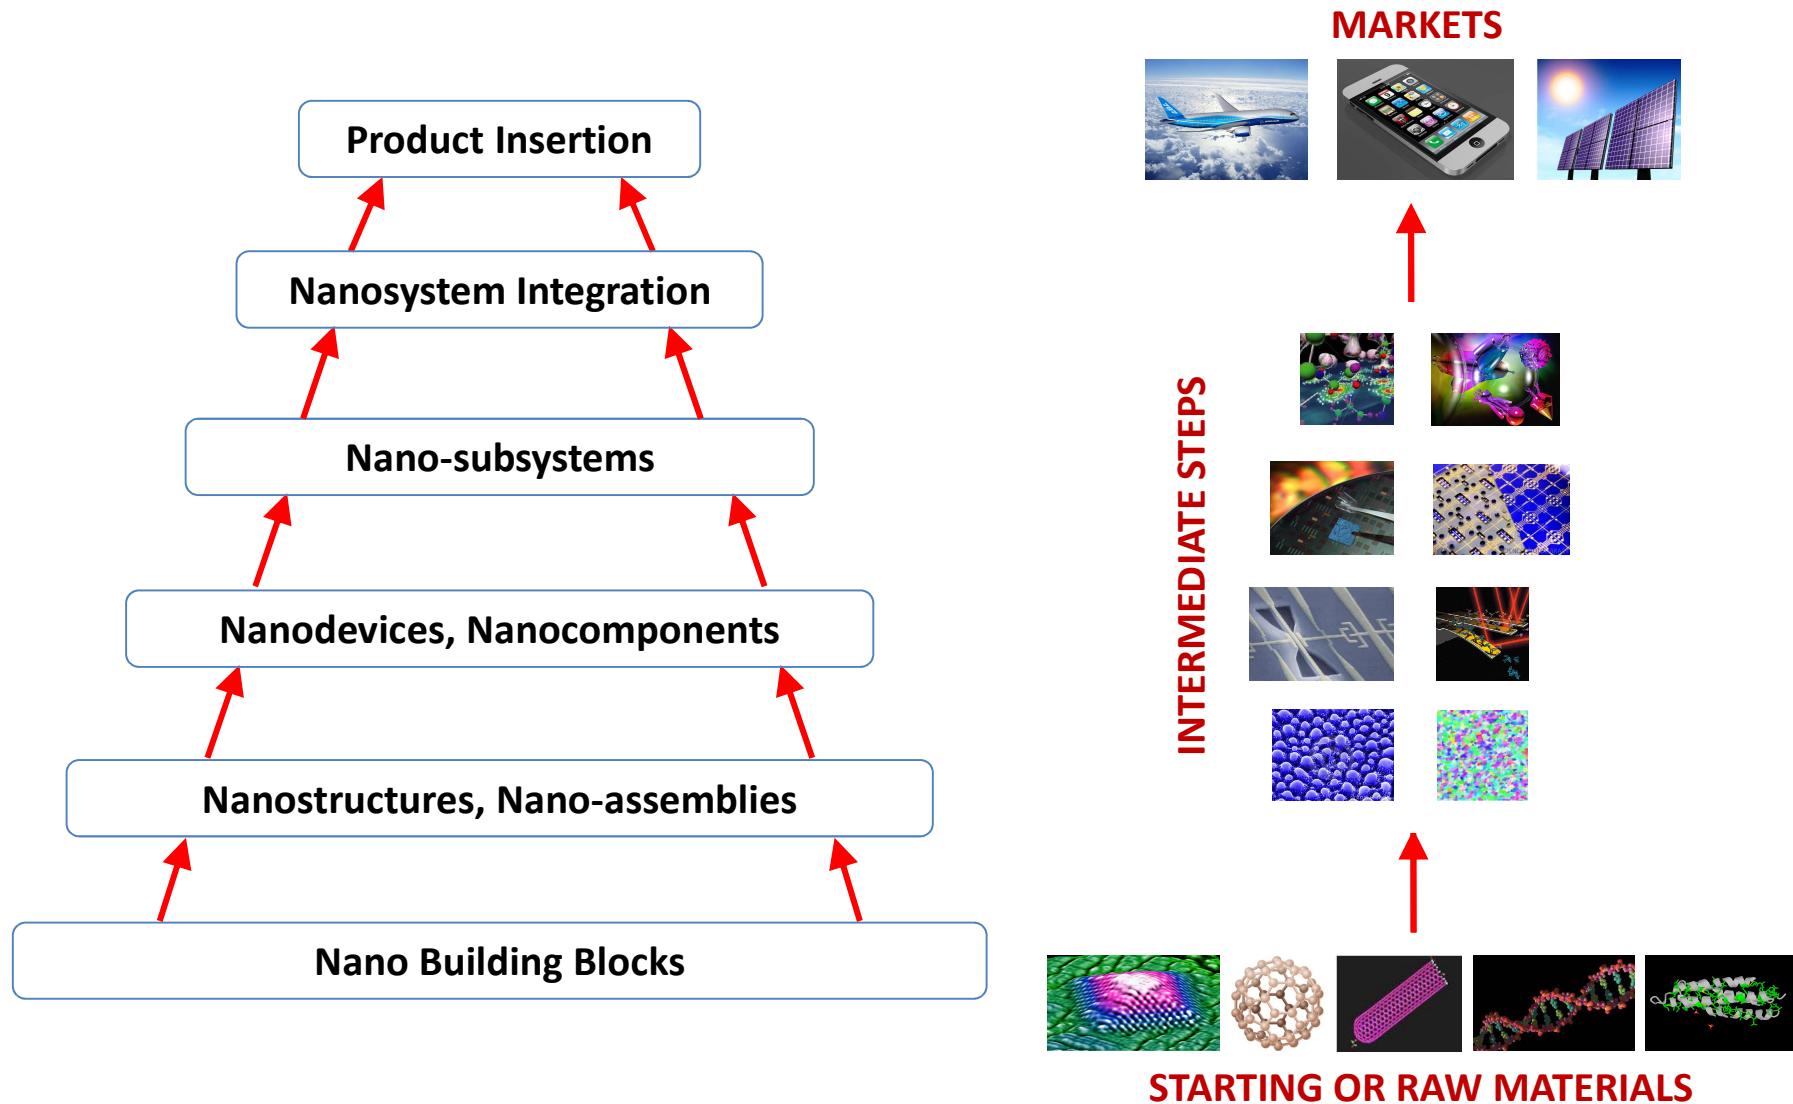 MARKETS
Product Insertion
Nanosystem Integration
Nano-subsystems
Nanodevices, Nanocomponents
Nanostructures, Nano-assemblies
Nano Building Blocks
INTERMEDIATE STEPS
STARTING OR RAW MATERIALS